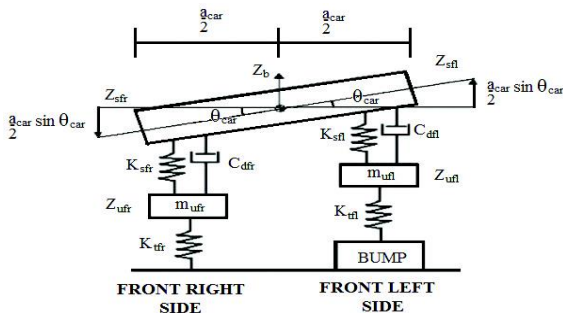 a_car / 2
a_car / 2
Z_b
Z_sfr
Z_sfl
θ_car
θ_car
a_car / 2 sin θ_car
a_car / 2 sin θ_car
K_sfr
C_dfr
K_sfl
C_dfl
Z_ufr
m_ufr
m_ufl
Z_ufl
K_tfr
K_tfl
BUMP
FRONT RIGHT
SIDE
FRONT LEFT
SIDE